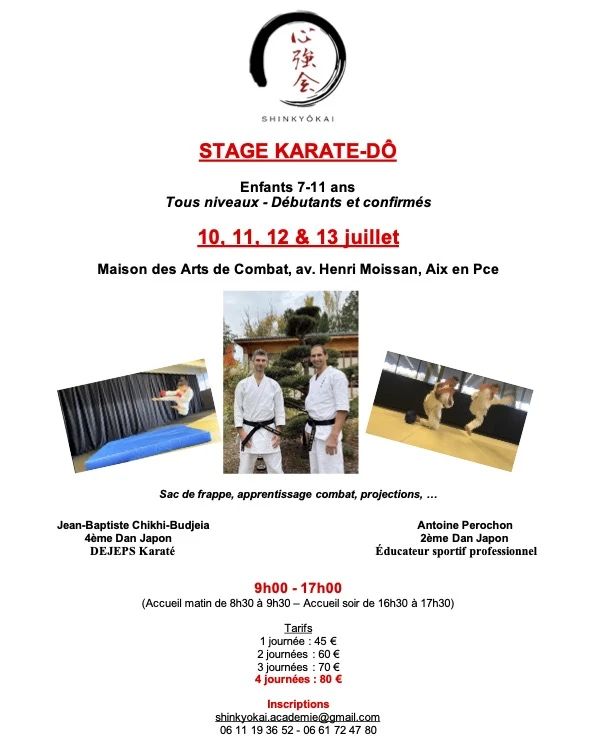 心
強
会
SHINKYÔKAI
STAGE KARATE-DÔ
Enfants 7-11 ans
Tous niveaux - Débutants et confirmés
10, 11, 12 & 13 juillet
Maison des Arts de Combat, av. Henri Moissan, Aix en Pce
Sac de frappe, apprentissage combat, projections, …
Jean-Baptiste Chikhi-Budjeia
4ème Dan Japon
DEJEPS Karaté
Antoine Perochon
2ème Dan Japon
Éducateur sportif professionnel
9h00 - 17h00
(Accueil matin de 8h30 à 9h30 – Accueil soir de 16h30 à 17h30)
Tarifs
1 journée : 45 €
2 journées : 60 €
3 journées : 70 €
4 journées : 80 €
Inscriptions
shinkyokai.academie@gmail.com
06 11 19 36 52 - 06 61 72 47 80